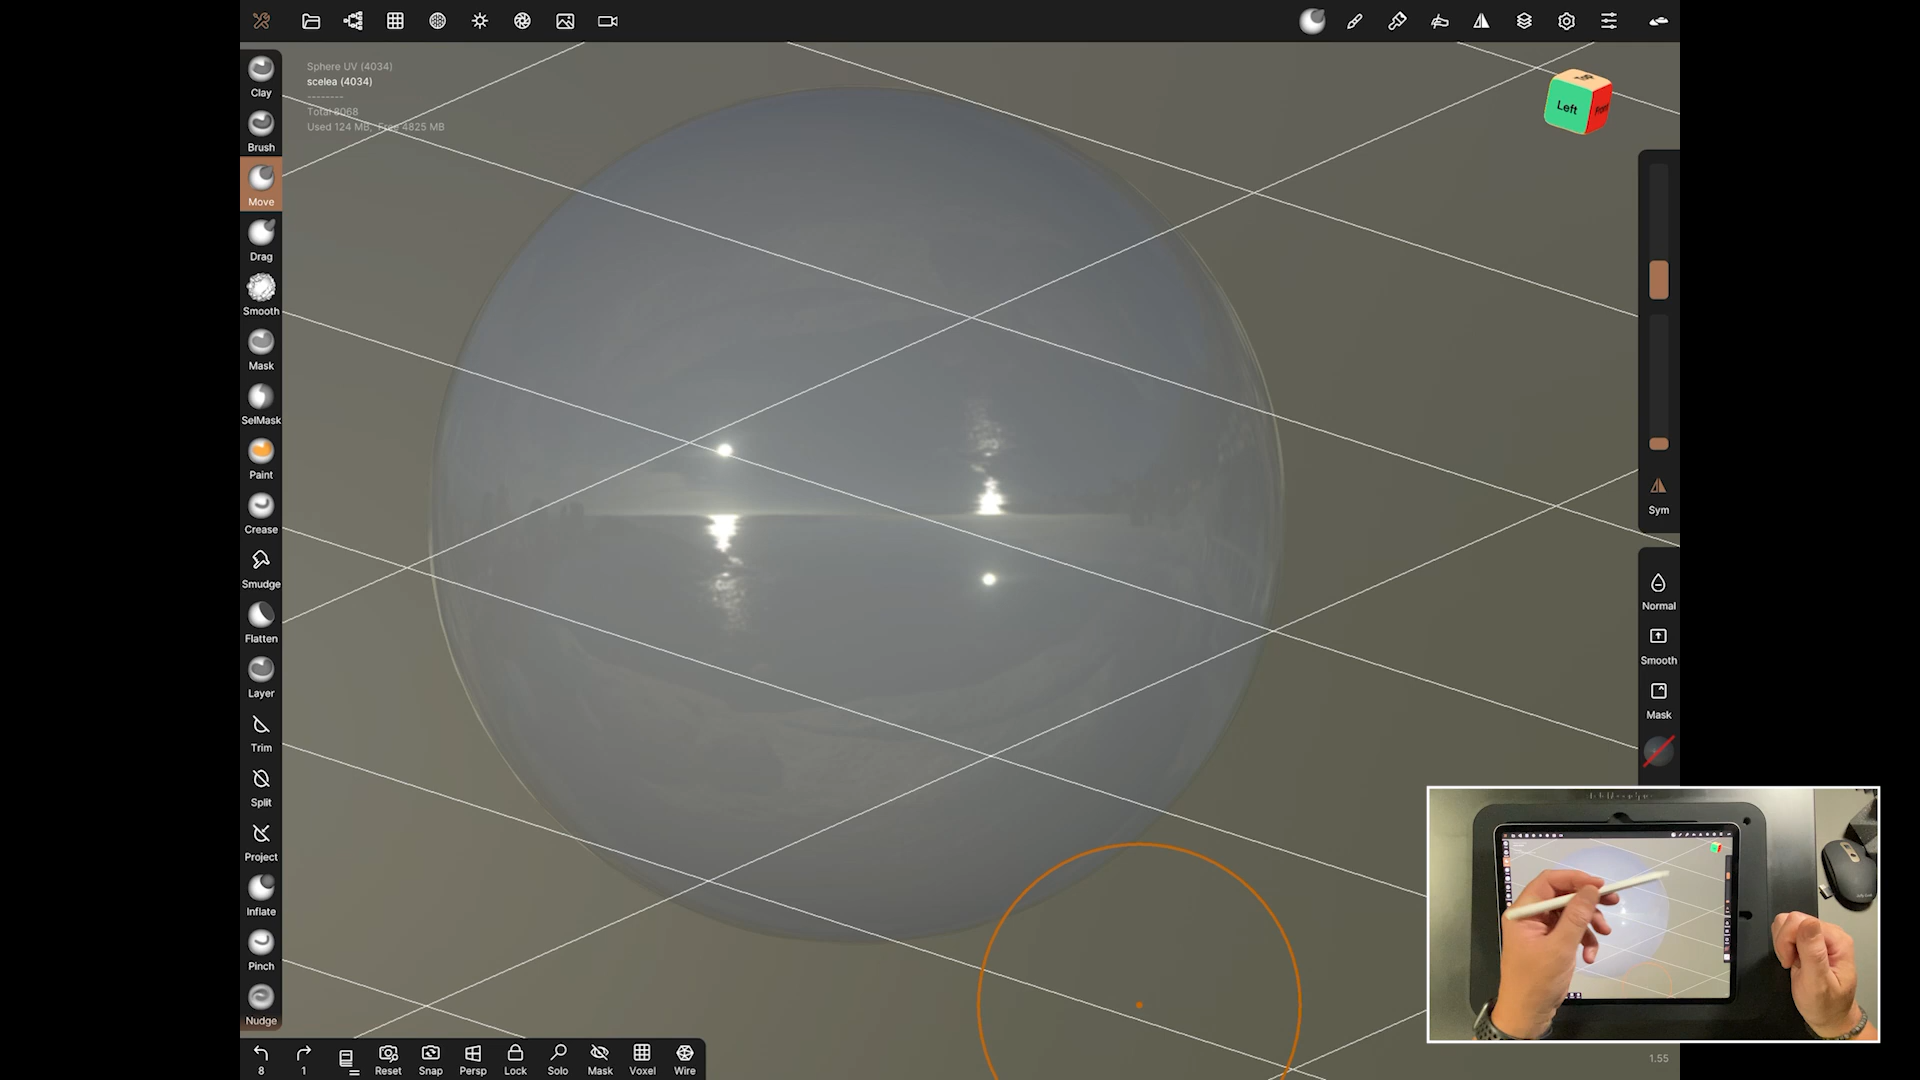 Sphere UV (4034)
scelea (4034)
--------
Total 8068
Used 124 MB, Free 4825 MB
Top
Left
Front
Clay
Brush
Move
Drag
Smooth
Mask
SelMask
Paint
Crease
Smudge
Flatten
Layer
Trim
Split
Project
Inflate
Pinch
Nudge
Sym
Normal
Smooth
Mask
8
1
Reset
Snap
Persp
Lock
Solo
Mask
Voxel
Wire
1.55